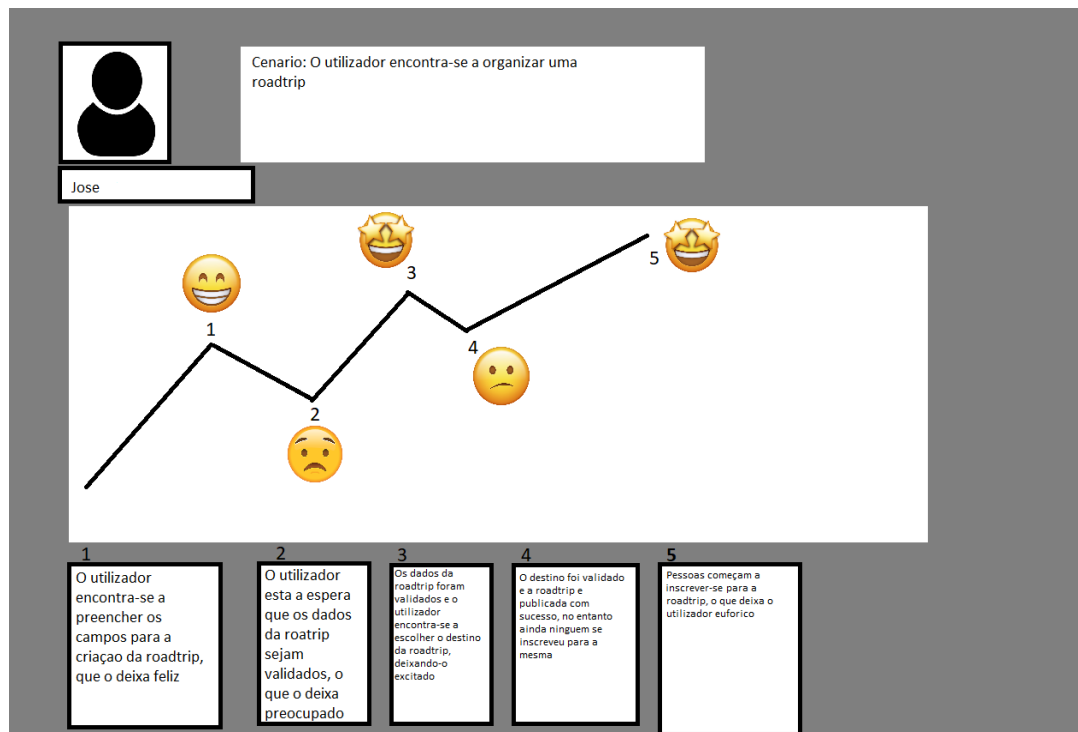 Cenario: O utilizador encontra-se a organizar uma
roadtrip
Jose
1
2
3
4
5
1
O utilizador
encontra-se a
preencher os
campos para a
criaçao da roadtrip,
que o deixa feliz
2
O utilizador
esta a espera
que os dados
da roatrip
sejam
validados, o
que o deixa
preocupado
3
Os dados da
roadtrip foram
validados e o
utilizador
encontra-se a
escolher o destino
da roadtrip,
deixando-o
excitado
4
O destino foi validado
e a roadtrip e
publicada com
sucesso, no entanto
ainda ninguem se
inscreveu para a
mesma
5
Pessoas começam a
inscrever-se para a
roadtrip, o que deixa o
utilizador euforico